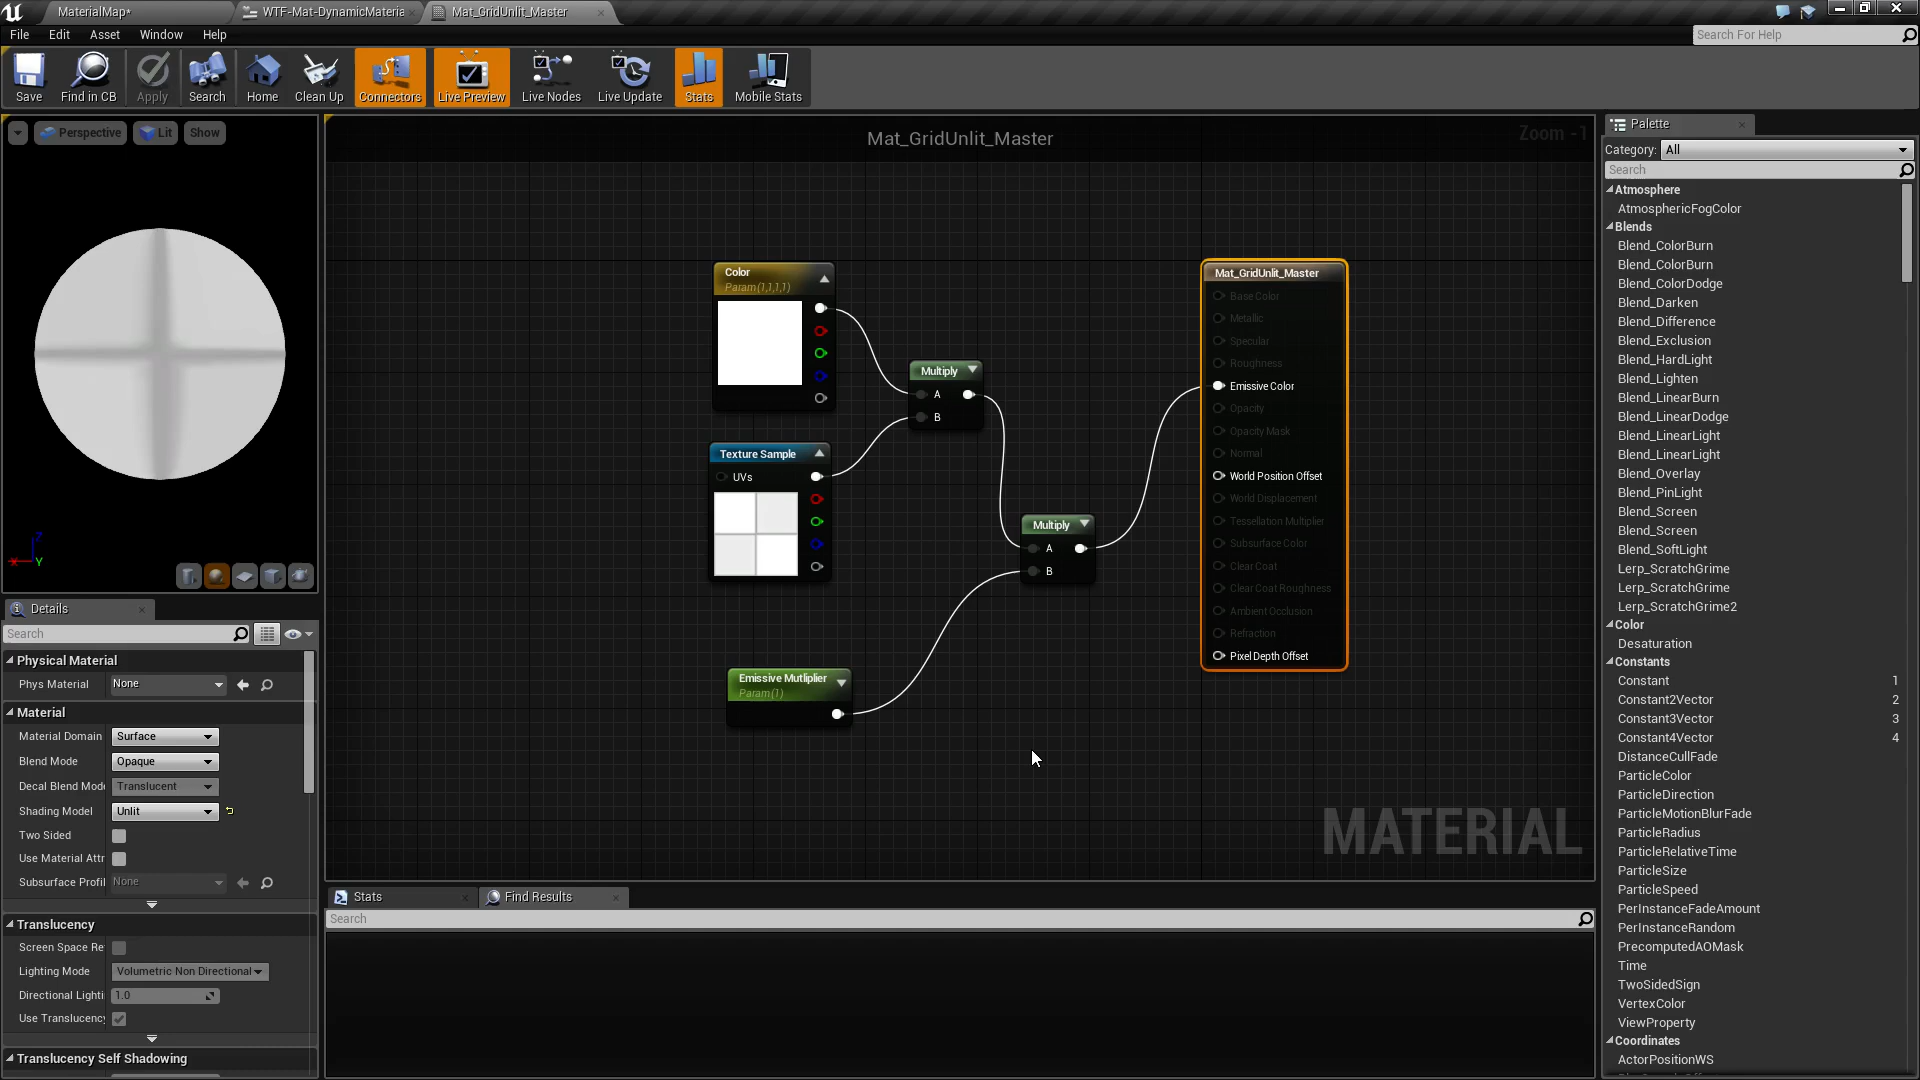 MaterialMap*
WTF-Mat-DynamicMateria
Mat_GridUnlit_Master
File Edit Asset Window Help
Search For Help
Save
Find in CB
Apply
Search
Home
Clean Up
Connectors
Live Preview
Live Nodes
Live Update
Stats
Mobile Stats
Perspective
Lit
Show
Z
X
Y
Mat_GridUnlit_Master
Zoom -1
Color
Param(1,1,1,1)
Multiply
A
B
Texture Sample
UVs
Multiply
A
B
Emissive Mutliplier
Param(1)
Mat_GridUnlit_Master
Base Color
Metallic
Specular
Roughness
Emissive Color
Opacity
Opacity Mask
Normal
World Position Offset
World Displacement
Tessellation Multiplier
Subsurface Color
Clear Coat
Clear Coat Roughness
Ambient Occlusion
Refraction
Pixel Depth Offset
MATERIAL
Details
Search
Physical Material
Phys Material None
Material
Material Domain Surface
Blend Mode Opaque
Decal Blend Mode Translucent
Shading Model Unlit
Two Sided
Use Material Attr
Subsurface Profil None
Translucency
Screen Space Re
Lighting Mode Volumetric Non Directional
Directional Lighti 1.0
Use Translucency
Translucency Self Shadowing
Stats
Find Results
Search
Palette
Category: All
Search
Atmosphere
AtmosphericFogColor
Blends
Blend_ColorBurn
Blend_ColorBurn
Blend_ColorDodge
Blend_Darken
Blend_Difference
Blend_Exclusion
Blend_HardLight
Blend_Lighten
Blend_LinearBurn
Blend_LinearDodge
Blend_LinearLight
Blend_LinearLight
Blend_Overlay
Blend_PinLight
Blend_Screen
Blend_Screen
Blend_SoftLight
Lerp_ScratchGrime
Lerp_ScratchGrime
Lerp_ScratchGrime2
Color
Desaturation
Constants
Constant 1
Constant2Vector 2
Constant3Vector 3
Constant4Vector 4
DistanceCullFade
ParticleColor
ParticleDirection
ParticleMotionBlurFade
ParticleRadius
ParticleRelativeTime
ParticleSize
ParticleSpeed
PerInstanceFadeAmount
PerInstanceRandom
PrecomputedAOMask
Time
TwoSidedSign
VertexColor
ViewProperty
Coordinates
ActorPositionWS